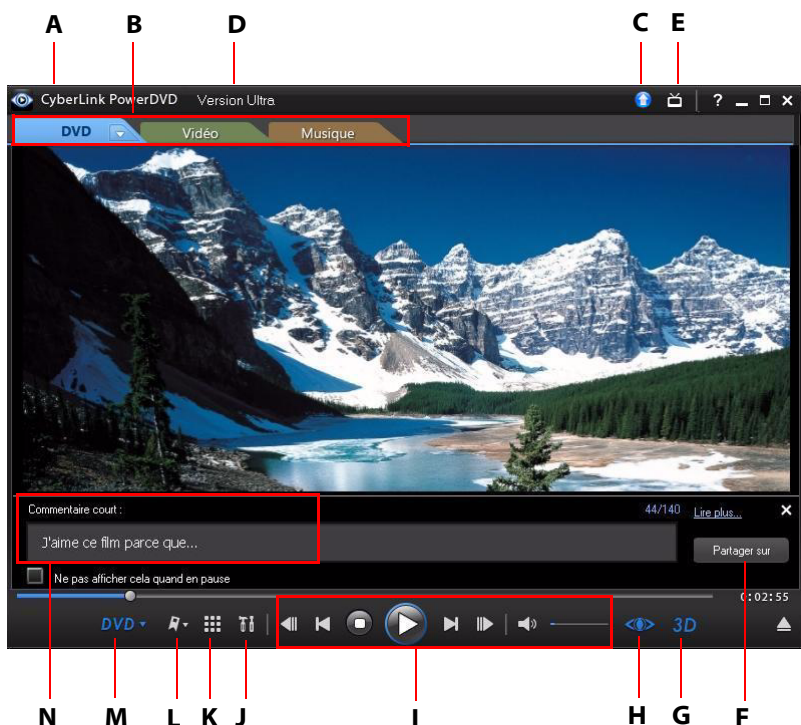 A B D C E
CyberLink PowerDVD Version Ultra ?
DVD Vidéo Musique
Commentaire court : 44/140 Lire plus...
J'aime ce film parce que...
Partager sur
Ne pas afficher cela quand en pause
0:02:55
DVD 3D
N M L K J I H G F